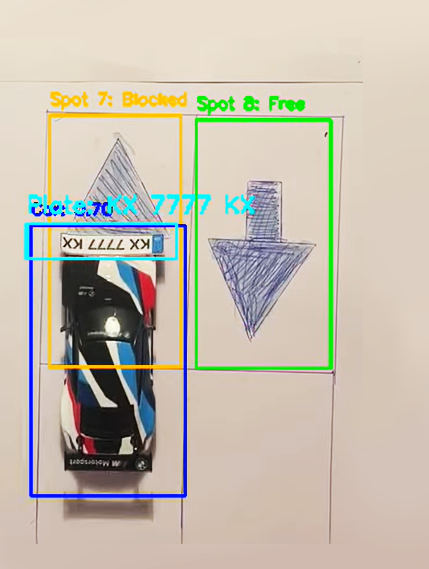 Spot 7: Blocked
Spot 8: Free
Plate: KX 7777 KX
KX 7777 KX
M Motorsport